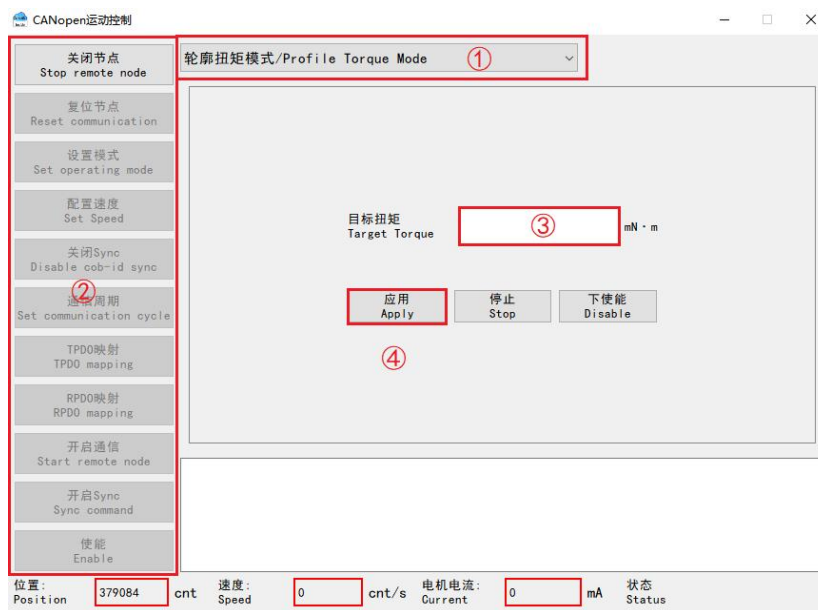 CANopen运动控制
关闭节点
Stop remote node
轮廓扭矩模式/Profile Torque Mode
①
复位节点
Reset communication
设置模式
Set operating mode
配置速度
Set Speed
关闭Sync
Disable cob-id sync
②
通信周期
Set communication cycle
TPDO映射
TPDO mapping
RPDO映射
RPDO mapping
开启通信
Start remote node
开启Sync
Sync command
使能
Enable
目标扭矩
Target Torque
③
mN·m
应用
Apply
停止
Stop
下使能
Disable
④
位置:
Position
379084
cnt
速度:
Speed
0
cnt/s
电机电流:
Current
0
mA
状态
Status